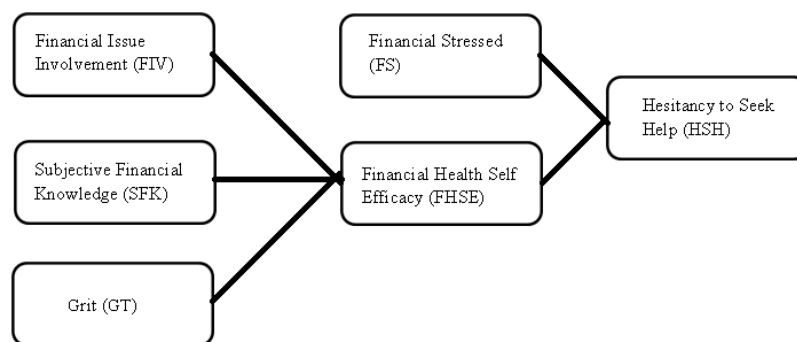 Financial Issue
Involvement (FIV)
Financial Stressed
(FS)
Hesitancy to Seek
Help (HSH)
Subjective Financial
Knowledge (SFK)
Financial Health Self
Efficacy (FHSE)
Grit (GT)